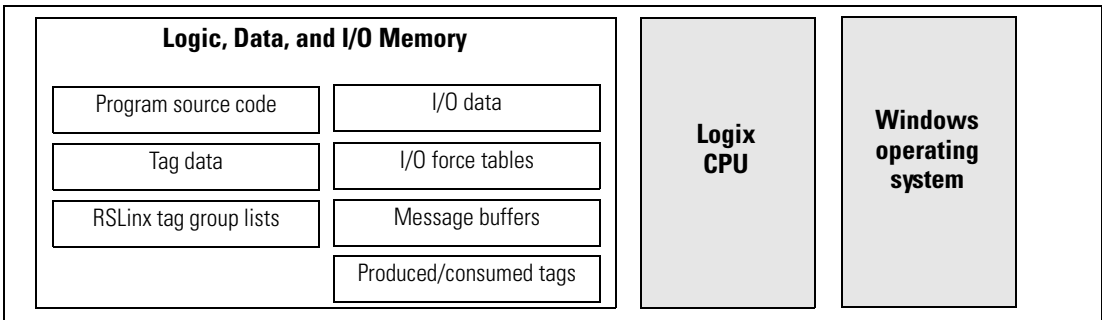 Logic, Data, and I/O Memory
Program source code
Tag data
RSLinx tag group lists
I/O data
I/O force tables
Message buffers
Produced/consumed tags
Logix
CPU
Windows
operating
system